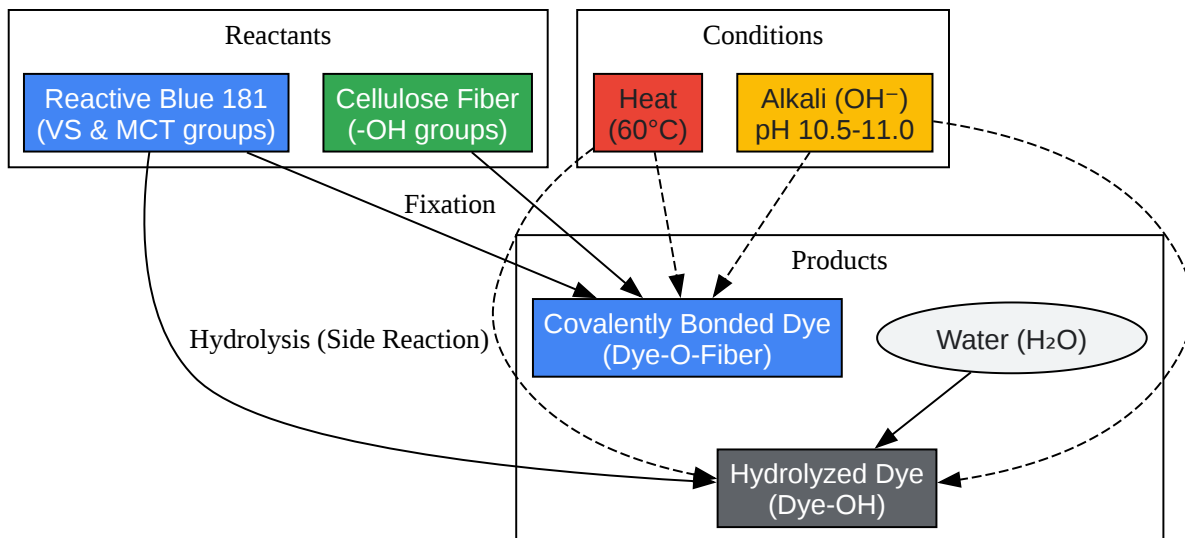 Reactants
Conditions
Reactive Blue 181
(VS & MCT groups)
Cellulose Fiber
(-OH groups)
Heat
(60°C)
Alkali (OH⁻)
pH 10.5-11.0
Fixation
Products
Covalently Bonded Dye
(Dye-O-Fiber)
Water (H₂O)
Hydrolysis (Side Reaction)
Hydrolyzed Dye
(Dye-OH)